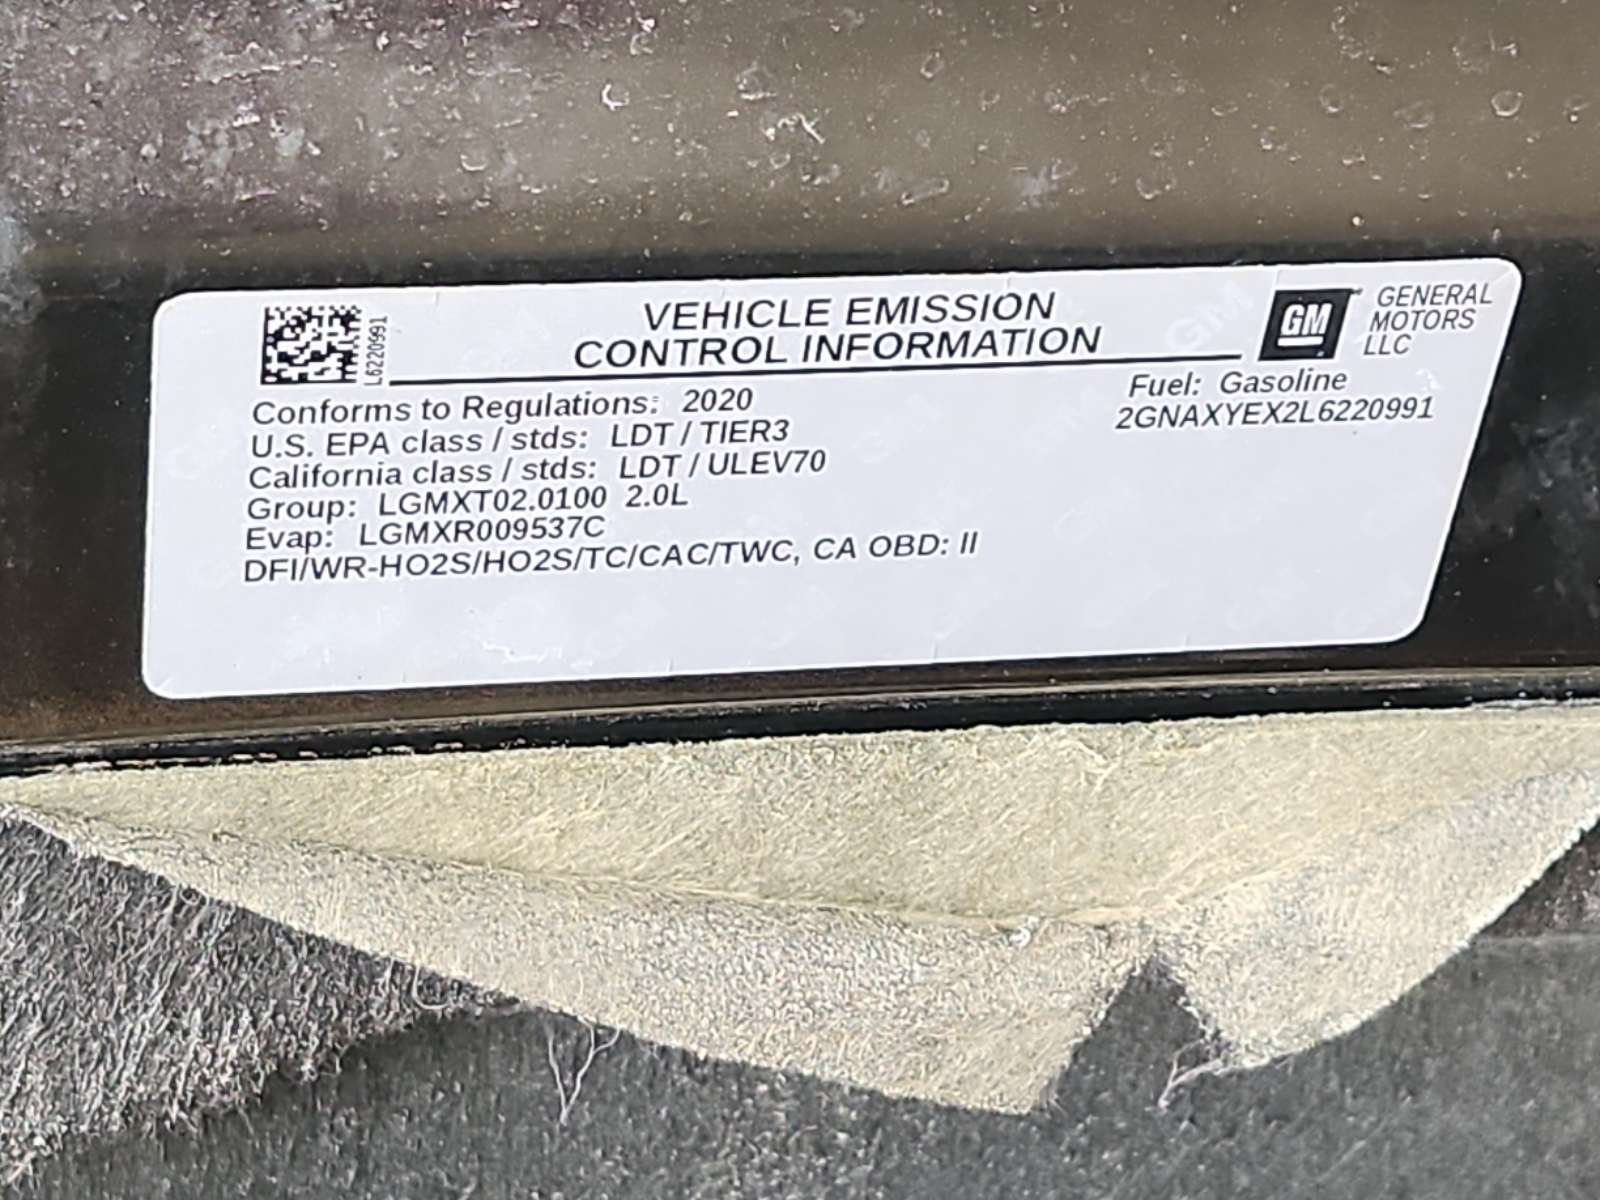 L6220991
VEHICLE EMISSION
CONTROL INFORMATION
GM
GENERAL
MOTORS
LLC
Conforms to Regulations: 2020
U.S. EPA class / stds: LDT / TIER3
California class / stds: LDT / ULEV70
Group: LGMXT02.0100 2.0L
Evap: LGMXR009537C
DFI/WR-HO2S/HO2S/TC/CAC/TWC, CA OBD: II
Fuel: Gasoline
2GNAXYEX2L6220991